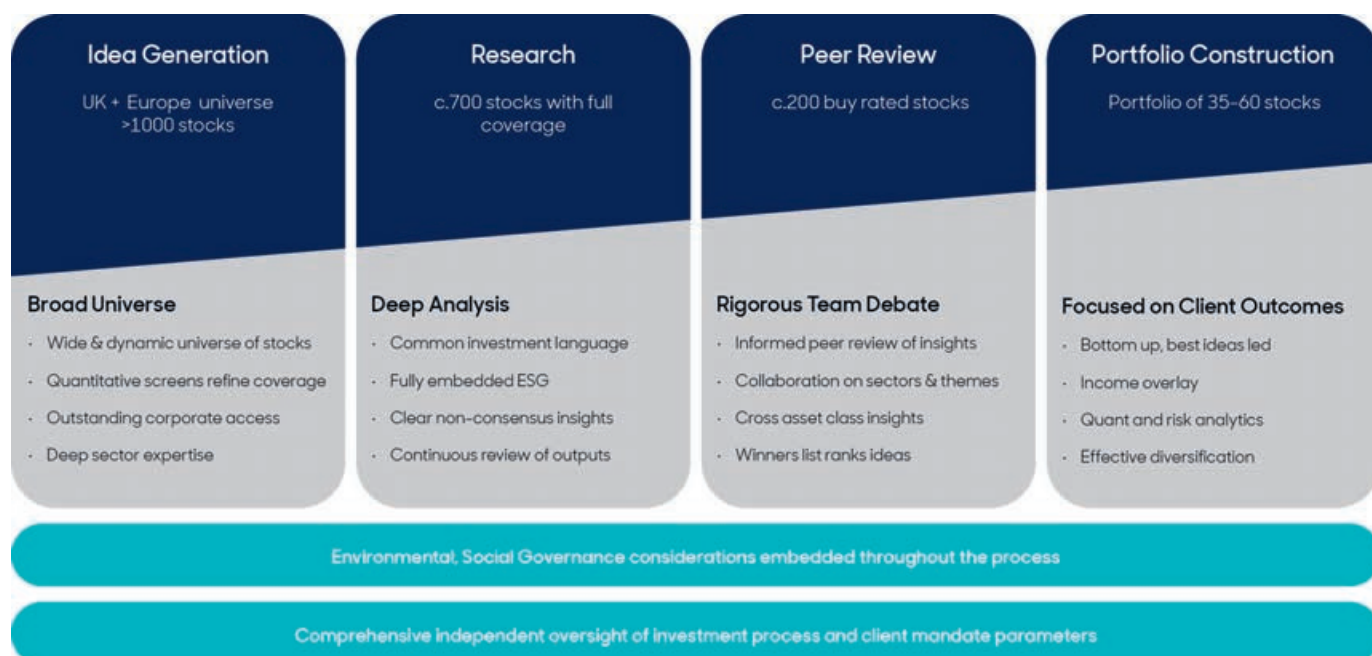 Idea Generation
UK + Europe universe
>1000 stocks
Broad Universe
· Wide & dynamic universe of stocks
· Quantitative screens refine coverage
· Outstanding corporate access
· Deep sector expertise
Research
c.700 stocks with full
coverage
Deep Analysis
· Common investment language
· Fully embedded ESG
· Clear non-consensus insights
· Continuous review of outputs
Peer Review
c.200 buy rated stocks
Rigorous Team Debate
· Informed peer review of insights
· Collaboration on sectors & themes
· Cross asset class insights
· Winners list ranks ideas
Portfolio Construction
Portfolio of 35–60 stocks
Focused on Client Outcomes
· Bottom up, best ideas led
· Income overlay
· Quant and risk analytics
· Effective diversification
Environmental, Social Governance considerations embedded throughout the process
Comprehensive independent oversight of investment process and client mandate parameters